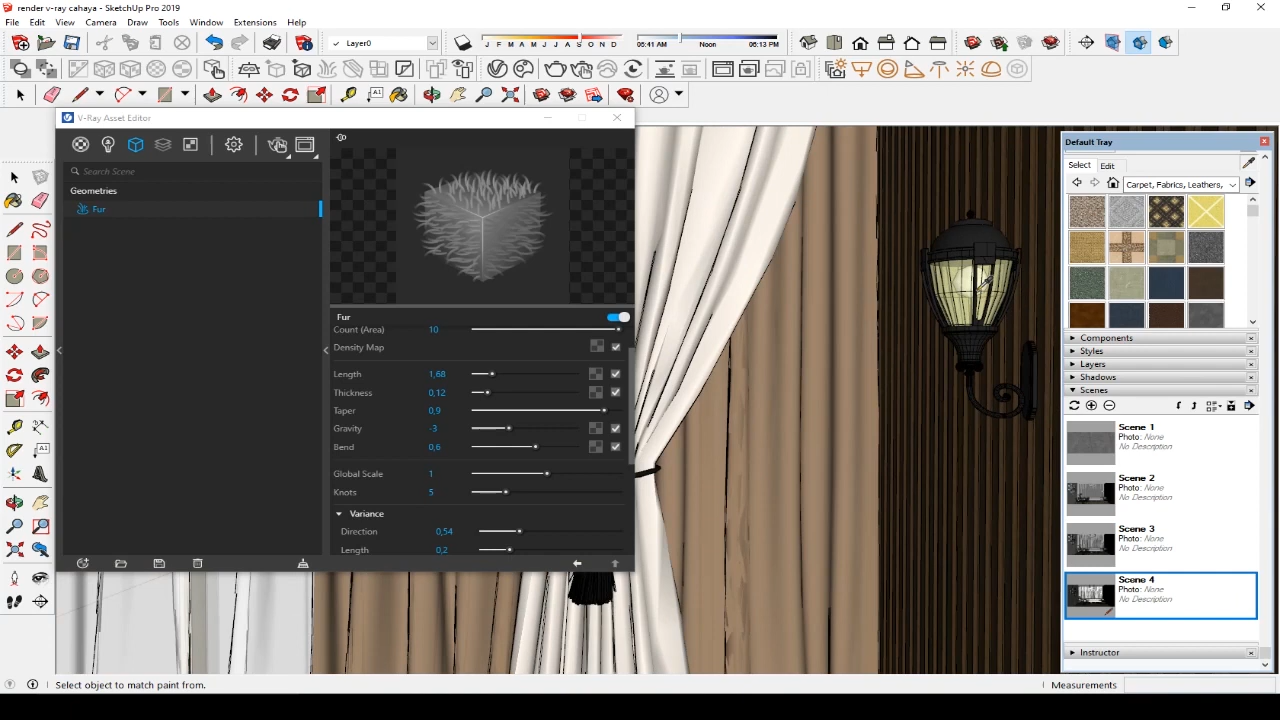 render v-ray cahaya - SketchUp Pro 2019
File Edit View Camera Draw Tools Window Extensions Help
Layer0
J F M A M J J A S O N D
06:41 AM Noon 06:13 PM
V-Ray Asset Editor
Default Tray
Select Edit
Search Scene
Carpet, Fabrics, Leathers,
Geometries
Fur
Fur
Count (Area) 10
Density Map
Length 1,68
Thickness 0,12
Taper 0,9
Gravity -3
Bend 0,6
Global Scale 1
Knots 5
Variance
Direction 0,54
Length 0,2
Components
Styles
Layers
Shadows
Scenes
Scene 1
Photo: None
No Description
Scene 2
Photo: None
No Description
Scene 3
Photo: None
No Description
Scene 4
Photo: None
No Description
Instructor
Select object to match paint from.
Measurements